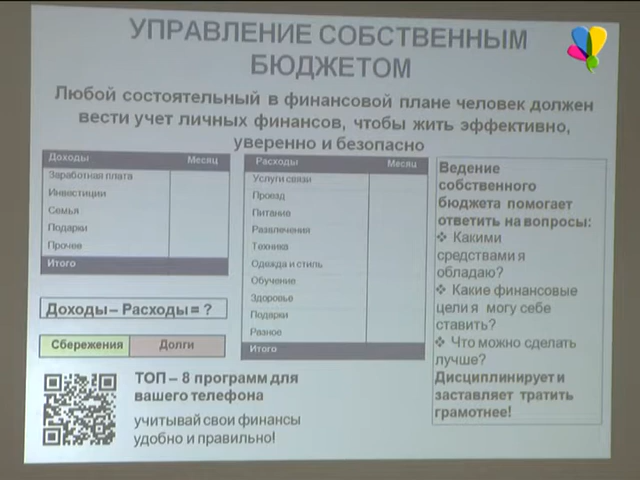 УПРАВЛЕНИЕ СОБСТВЕННЫМ
БЮДЖЕТОМ
Любой состоятельный в финансовой плане человек должен
вести учет личных финансов, чтобы жить эффективно,
уверенно и безопасно
Доходы Месяц
Заработная плата
Инвестиции
Семья
Подарки
Прочее
Итого
Доходы – Расходы = ?
Сбережения Долги
Расходы Месяц
Услуги связи
Проезд
Питание
Развлечения
Техника
Одежда и стиль
Обучение
Здоровье
Подарки
Разное
Итого
Ведение
собственного
бюджета помогает
ответить на вопросы:
❖ Какими
средствами я
обладаю?
❖ Какие финансовые
цели я могу себе
ставить?
❖ Что можно сделать
лучше?
Дисциплинирует и
заставляет тратить
грамотнее!
ТОП – 8 программ для
вашего телефона
учитывай свои финансы
удобно и правильно!